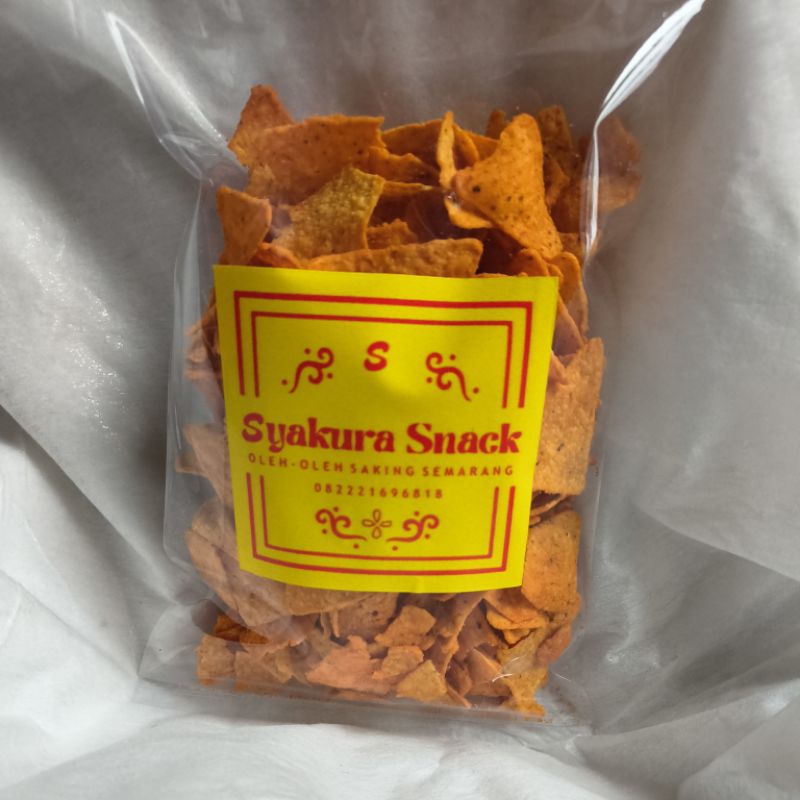 S
Syakura Snack
OLEH-OLEH SAKING SEMARANG
082221696818